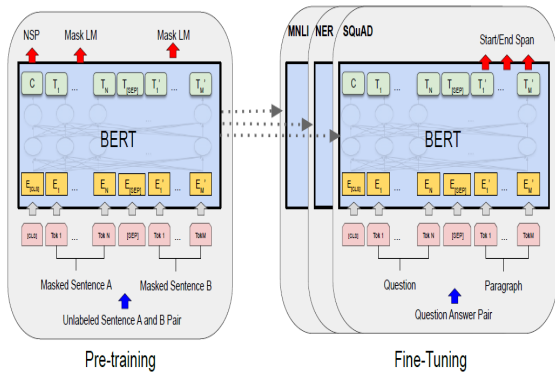 NSP Mask LM Mask LM
C T1 ... TN T[SEP] T1' ... TM'
BERT
E[CLS] E1 ... EN E[SEP] E1' ... EM'
[CLS] Tok 1 ... Tok N [SEP] Tok 1 ... TokM
Masked Sentence A Masked Sentence B
Unlabeled Sentence A and B Pair
Pre-training
MNLI NER SQuAD
Start/End Span
C T1 ... TN T[SEP] T1' ... TM'
BERT
E[CLS] E1 ... EN E[SEP] E1' ... EM'
[CLS] Tok 1 ... Tok N [SEP] Tok 1 ... TokM
Question Paragraph
Question Answer Pair
Fine-Tuning